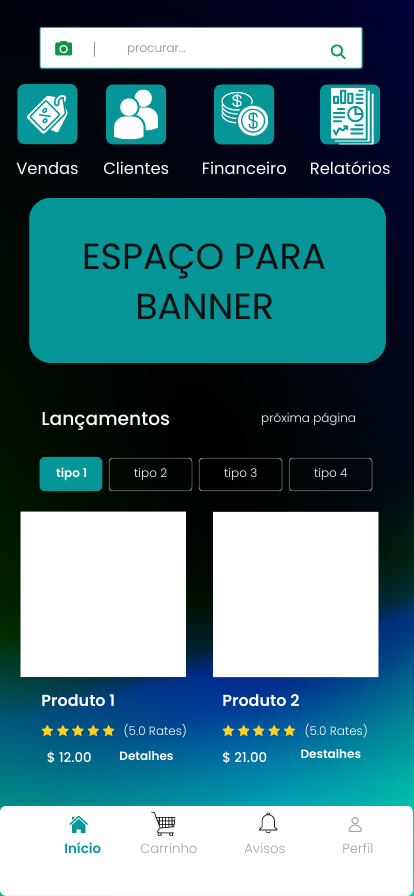 procurar...
Vendas Clientes Financeiro Relatórios
ESPAÇO PARA
BANNER
Lançamentos próxima página
tipo 1 tipo 2 tipo 3 tipo 4
Produto 1 Produto 2
(5.0 Rates) (5.0 Rates)
$ 12.00 Detalhes $ 21.00 Destalhes
Início Carrinho Avisos Perfil